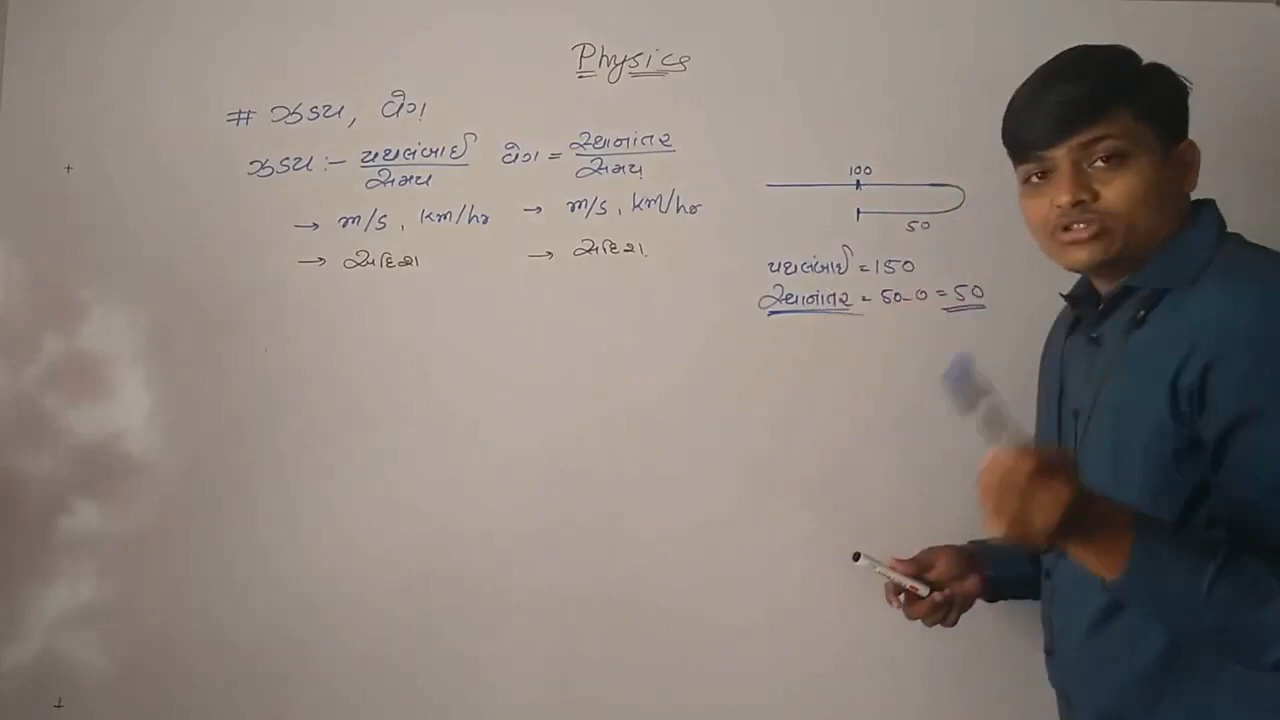 Physics
# ઝડપ, વેગ
ઝડપ :- પથલંબાઈ / સમય વેગ = સ્થાનાંતર / સમય
→ m/s, km/hr → m/s, km/hr
→ અદિશ → સદિશ.
100
50
પથલંબાઈ = 150
સ્થાનાંતર = 50-0 = 50